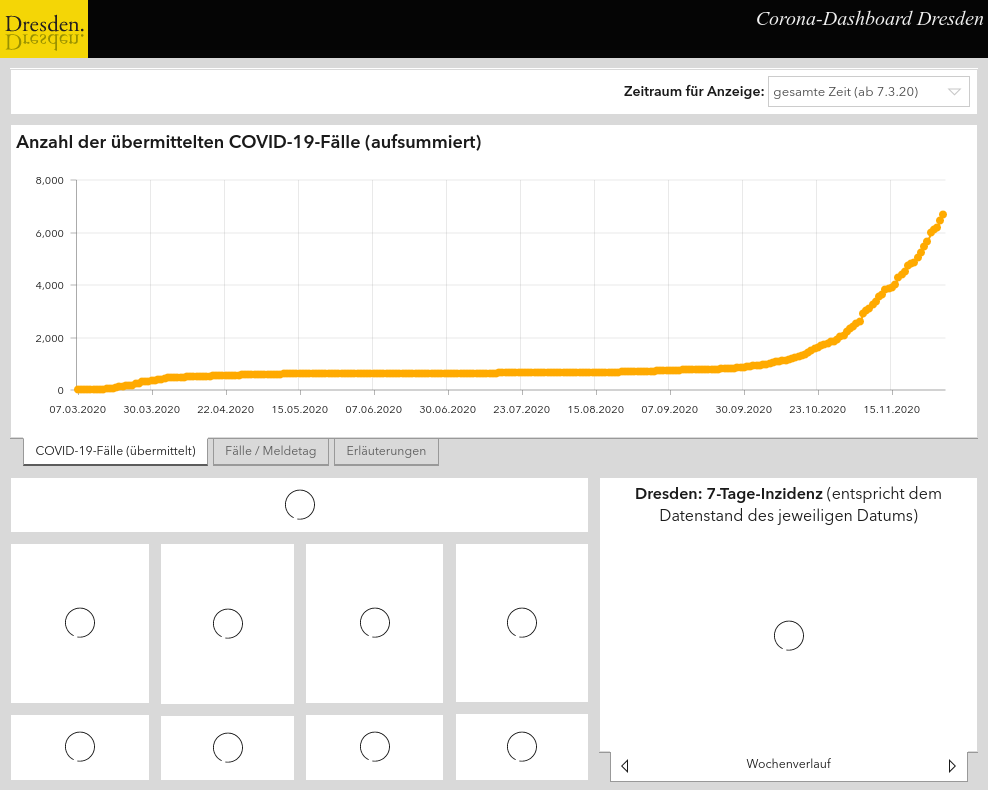 Dresden.
Dresden.
Corona-Dashboard Dresden
Zeitraum für Anzeige: gesamte Zeit (ab 7.3.20)
Anzahl der übermittelten COVID-19-Fälle (aufsummiert)
8,000
6,000
4,000
2,000
0
07.03.2020 30.03.2020 22.04.2020 15.05.2020 07.06.2020 30.06.2020 23.07.2020 15.08.2020 07.09.2020 30.09.2020 23.10.2020 15.11.2020
COVID-19-Fälle (übermittelt) Fälle / Meldetag Erläuterungen
Dresden: 7-Tage-Inzidenz (entspricht dem
Datenstand des jeweiligen Datums)
Wochenverlauf